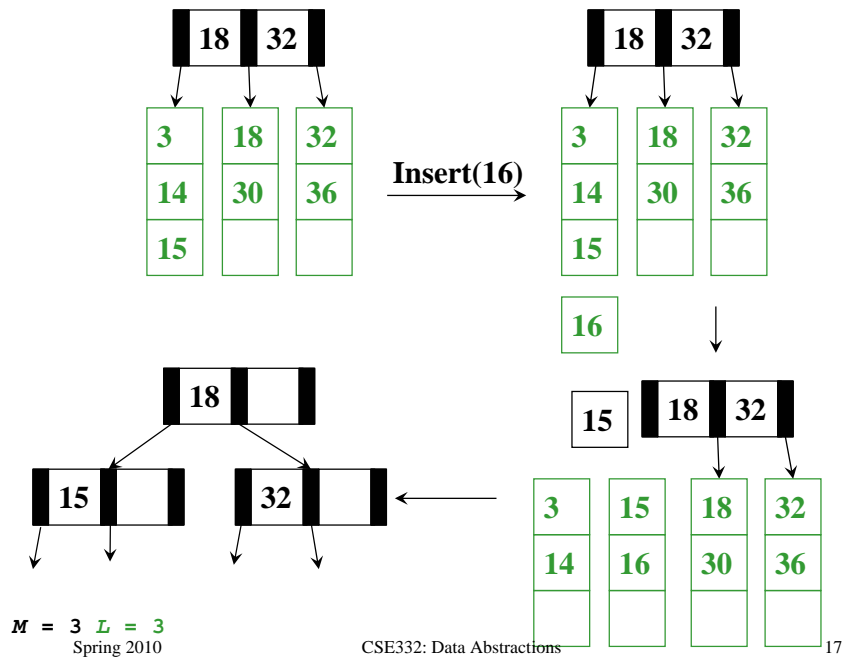 18 32
18 32
3 18 32
14 30 36
15
Insert(16)
3 18 32
14 30 36
15
16
15 18 32
3 15 18 32
14 16 30 36
18
15 32
M = 3 L = 3
Spring 2010 CSE332: Data Abstractions 17